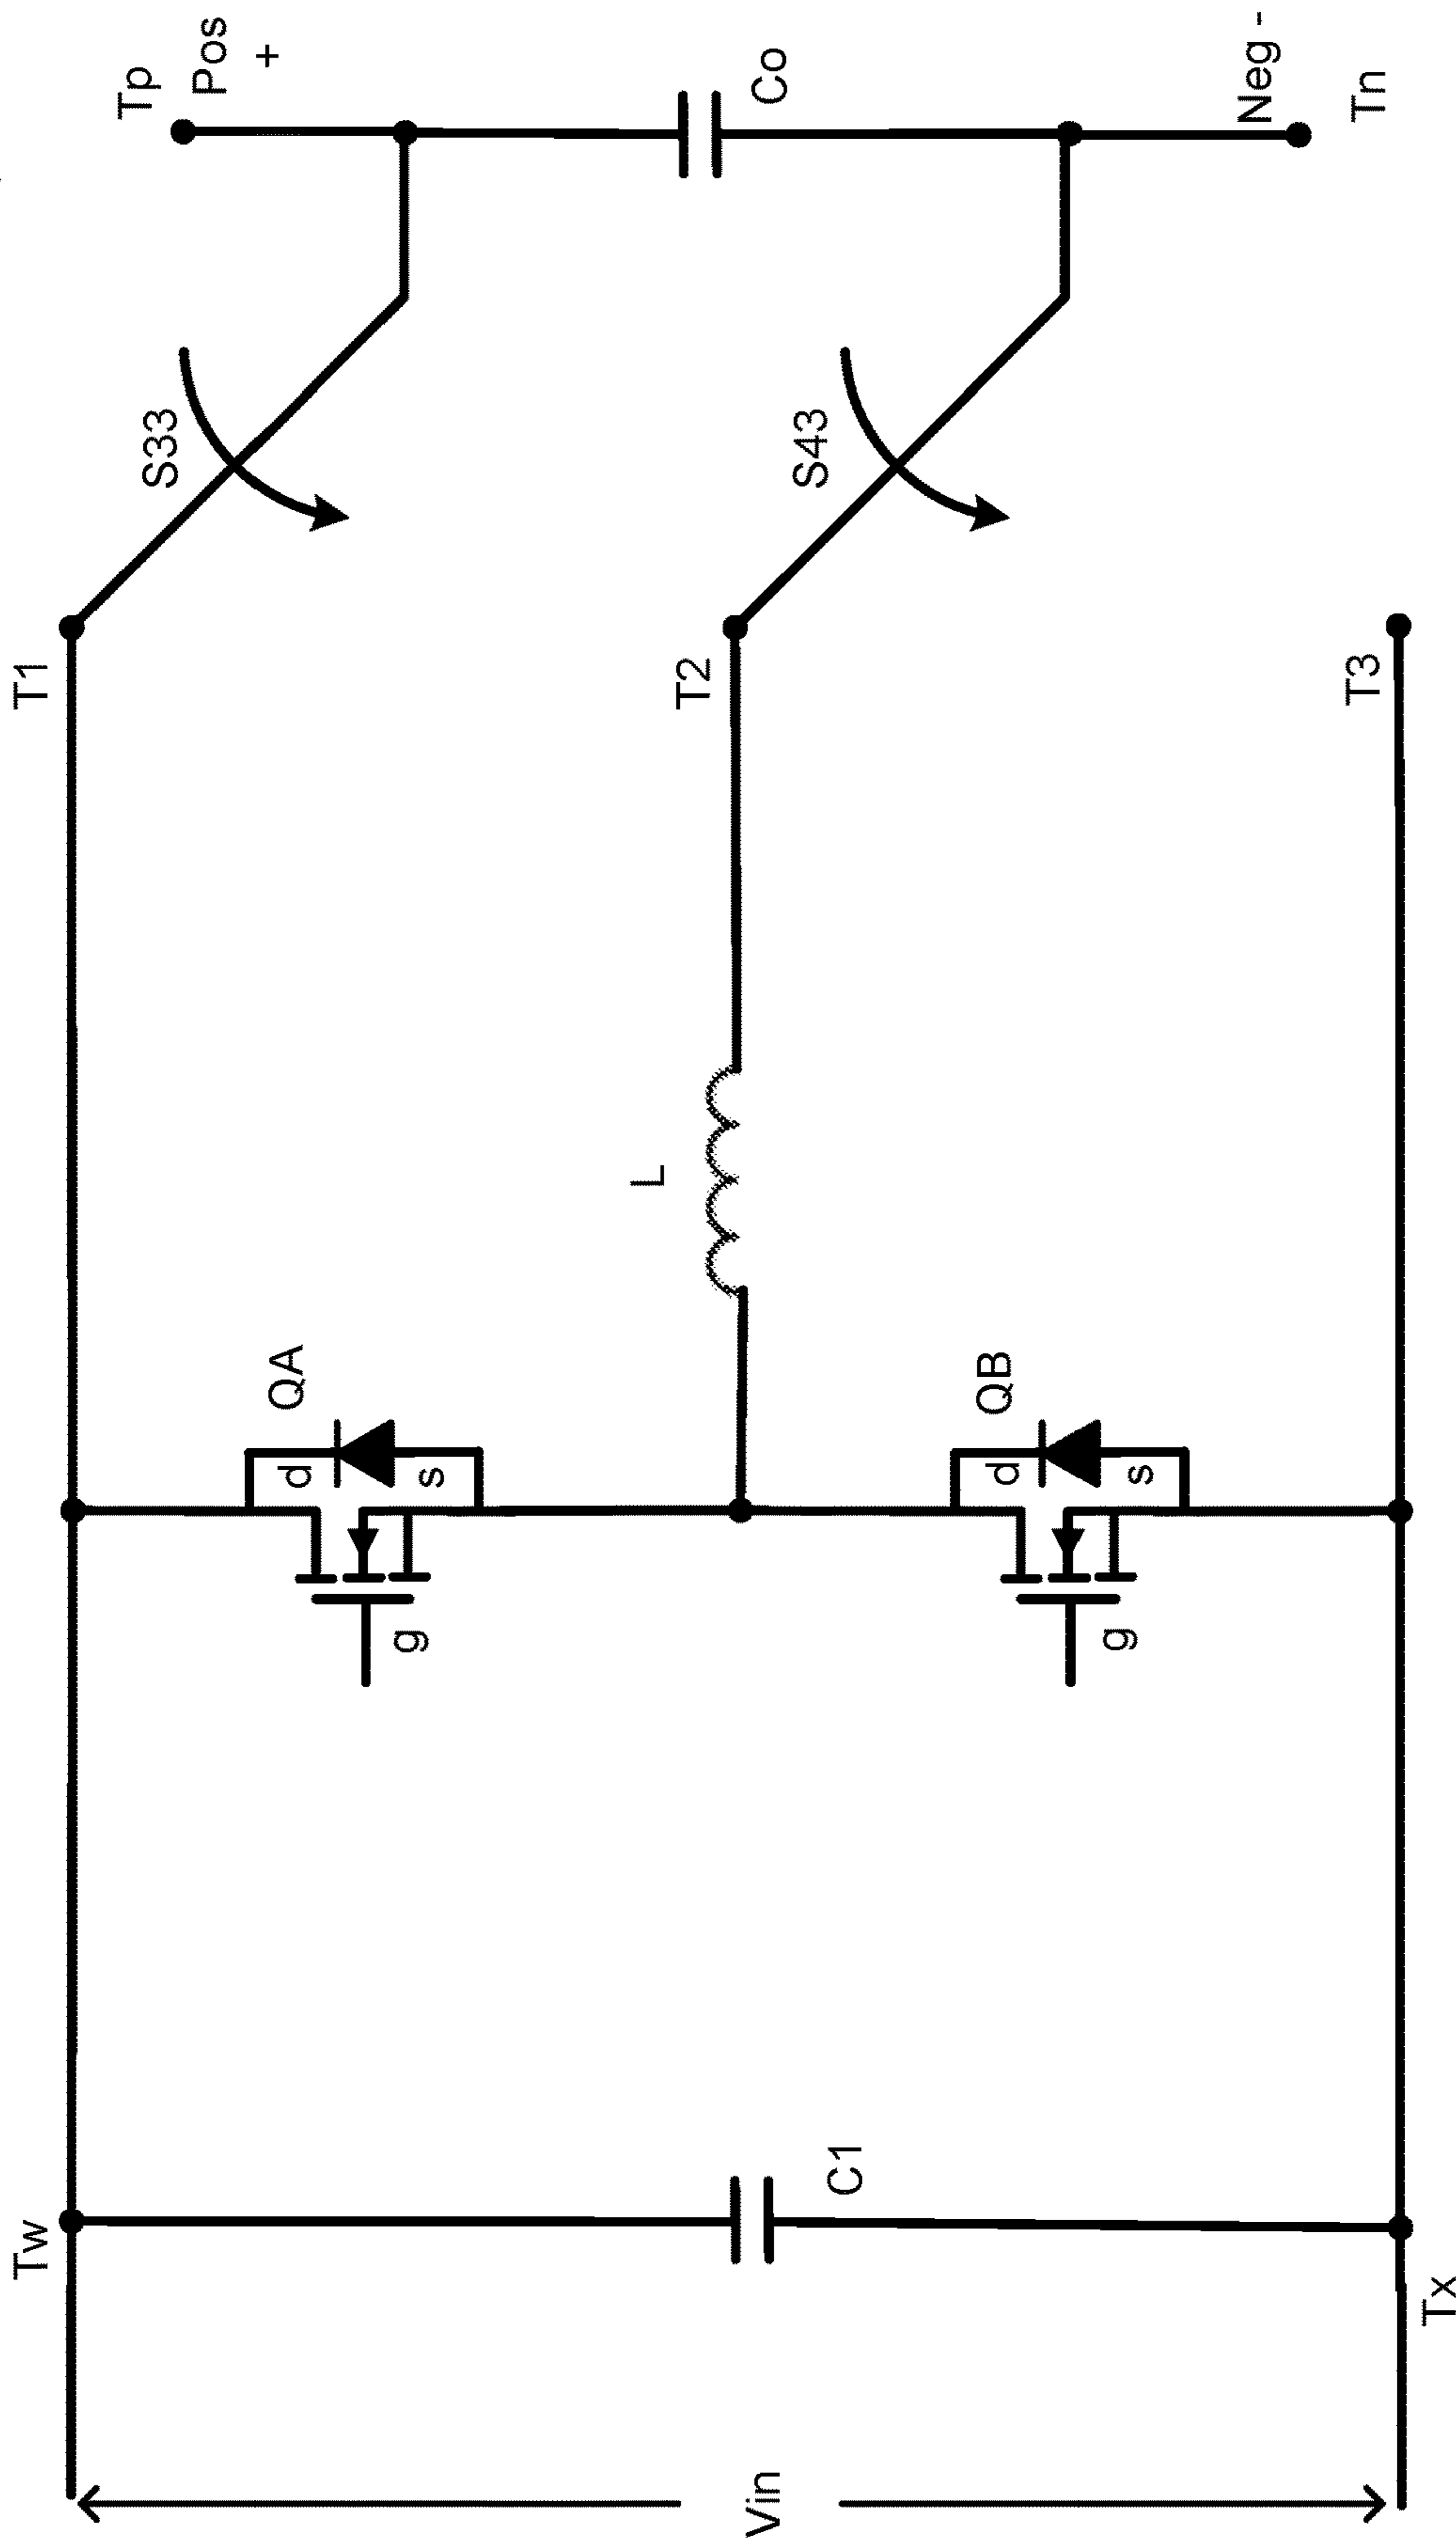 Tw
T1
Tp
Pos
+
S33
QA
d
s
g
L
T2
S43
Co
Vin
C1
QB
d
s
g
Neg -
Tn
T3
Tx